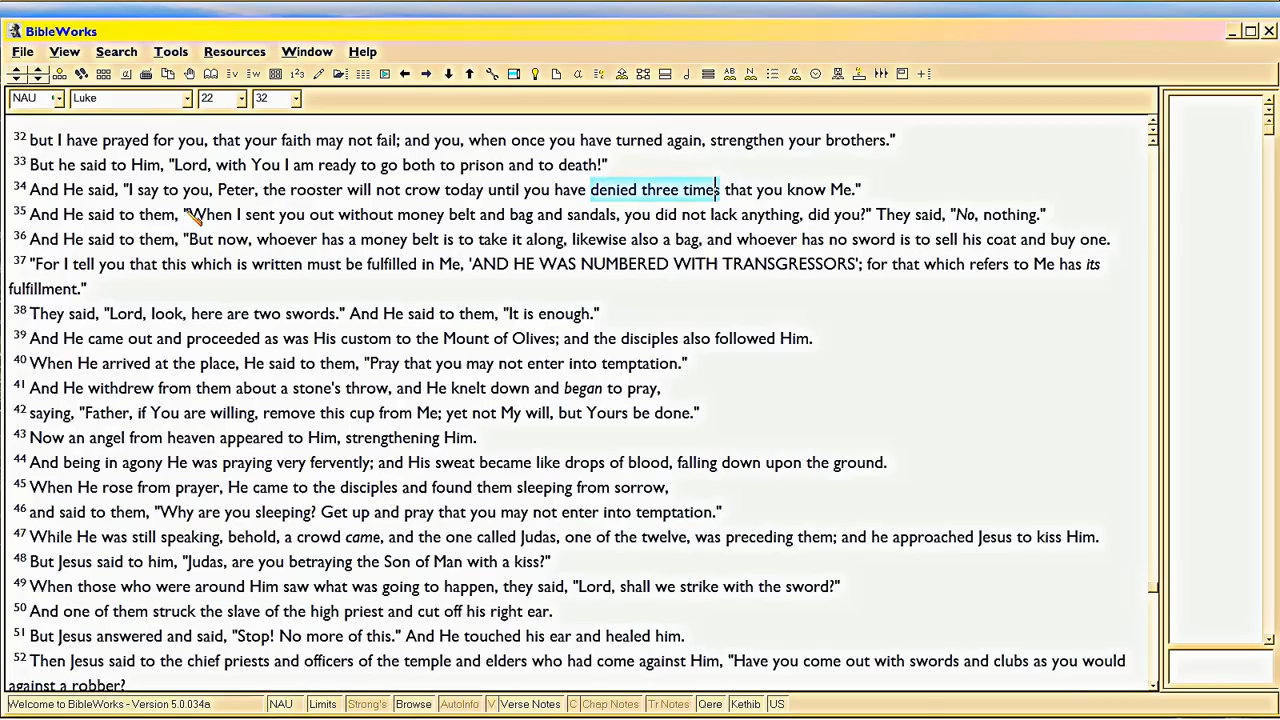 BibleWorks
File View Search Tools Resources Window Help
NAU Luke 22 32
32 but I have prayed for you, that your faith may not fail; and you, when once you have turned again, strengthen your brothers."
33 But he said to Him, "Lord, with You I am ready to go both to prison and to death!"
34 And He said, "I say to you, Peter, the rooster will not crow today until you have denied three times that you know Me."
35 And He said to them, "When I sent you out without money belt and bag and sandals, you did not lack anything, did you?" They said, "No, nothing."
36 And He said to them, "But now, whoever has a money belt is to take it along, likewise also a bag, and whoever has no sword is to sell his coat and buy one.
37 "For I tell you that this which is written must be fulfilled in Me, 'AND HE WAS NUMBERED WITH TRANSGRESSORS'; for that which refers to Me has its
fulfillment."
38 They said, "Lord, look, here are two swords." And He said to them, "It is enough."
39 And He came out and proceeded as was His custom to the Mount of Olives; and the disciples also followed Him.
40 When He arrived at the place, He said to them, "Pray that you may not enter into temptation."
41 And He withdrew from them about a stone's throw, and He knelt down and began to pray,
42 saying, "Father, if You are willing, remove this cup from Me; yet not My will, but Yours be done."
43 Now an angel from heaven appeared to Him, strengthening Him.
44 And being in agony He was praying very fervently; and His sweat became like drops of blood, falling down upon the ground.
45 When He rose from prayer, He came to the disciples and found them sleeping from sorrow,
46 and said to them, "Why are you sleeping? Get up and pray that you may not enter into temptation."
47 While He was still speaking, behold, a crowd came, and the one called Judas, one of the twelve, was preceding them; and he approached Jesus to kiss Him.
48 But Jesus said to him, "Judas, are you betraying the Son of Man with a kiss?"
49 When those who were around Him saw what was going to happen, they said, "Lord, shall we strike with the sword?"
50 And one of them struck the slave of the high priest and cut off his right ear.
51 But Jesus answered and said, "Stop! No more of this." And He touched his ear and healed him.
52 Then Jesus said to the chief priests and officers of the temple and elders who had come against Him, "Have you come out with swords and clubs as you would
against a robber?
Welcome to BibleWorks - Version 5.0.034a NAU Limits Strong's Browse AutoInfo V Verse Notes C Chap Notes Tr Notes Qere Kethib US